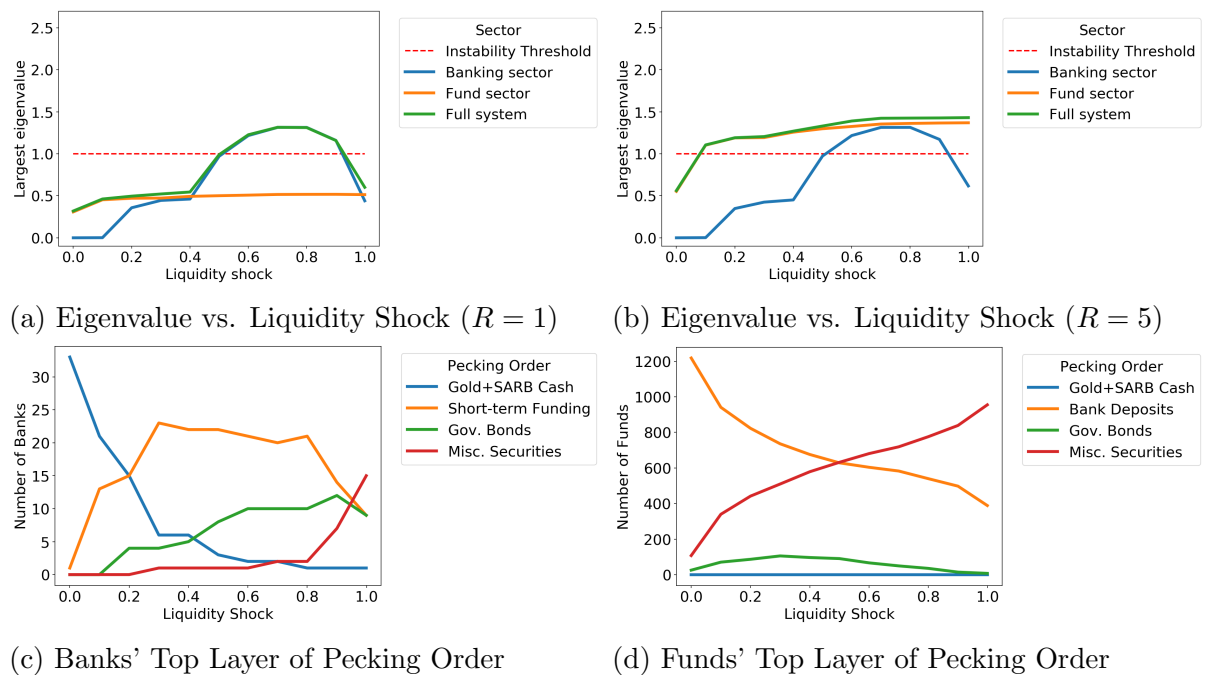 2.5
2.0
1.5
1.0
0.5
0.0
Largest eigenvalue
0.0 0.2 0.4 0.6 0.8 1.0
Liquidity shock
Sector
Instability Threshold
Banking sector
Fund sector
Full system
2.5
2.0
1.5
1.0
0.5
0.0
Largest eigenvalue
0.0 0.2 0.4 0.6 0.8 1.0
Liquidity shock
Sector
Instability Threshold
Banking sector
Fund sector
Full system
(a) Eigenvalue vs. Liquidity Shock (R = 1)
(b) Eigenvalue vs. Liquidity Shock (R = 5)
30
25
20
15
10
5
0
Number of Banks
0.0 0.2 0.4 0.6 0.8 1.0
Liquidity Shock
Pecking Order
Gold+SARB Cash
Short-term Funding
Gov. Bonds
Misc. Securities
1200
1000
800
600
400
200
0
Number of Funds
0.0 0.2 0.4 0.6 0.8 1.0
Liquidity Shock
Pecking Order
Gold+SARB Cash
Bank Deposits
Gov. Bonds
Misc. Securities
(c) Banks' Top Layer of Pecking Order
(d) Funds' Top Layer of Pecking Order